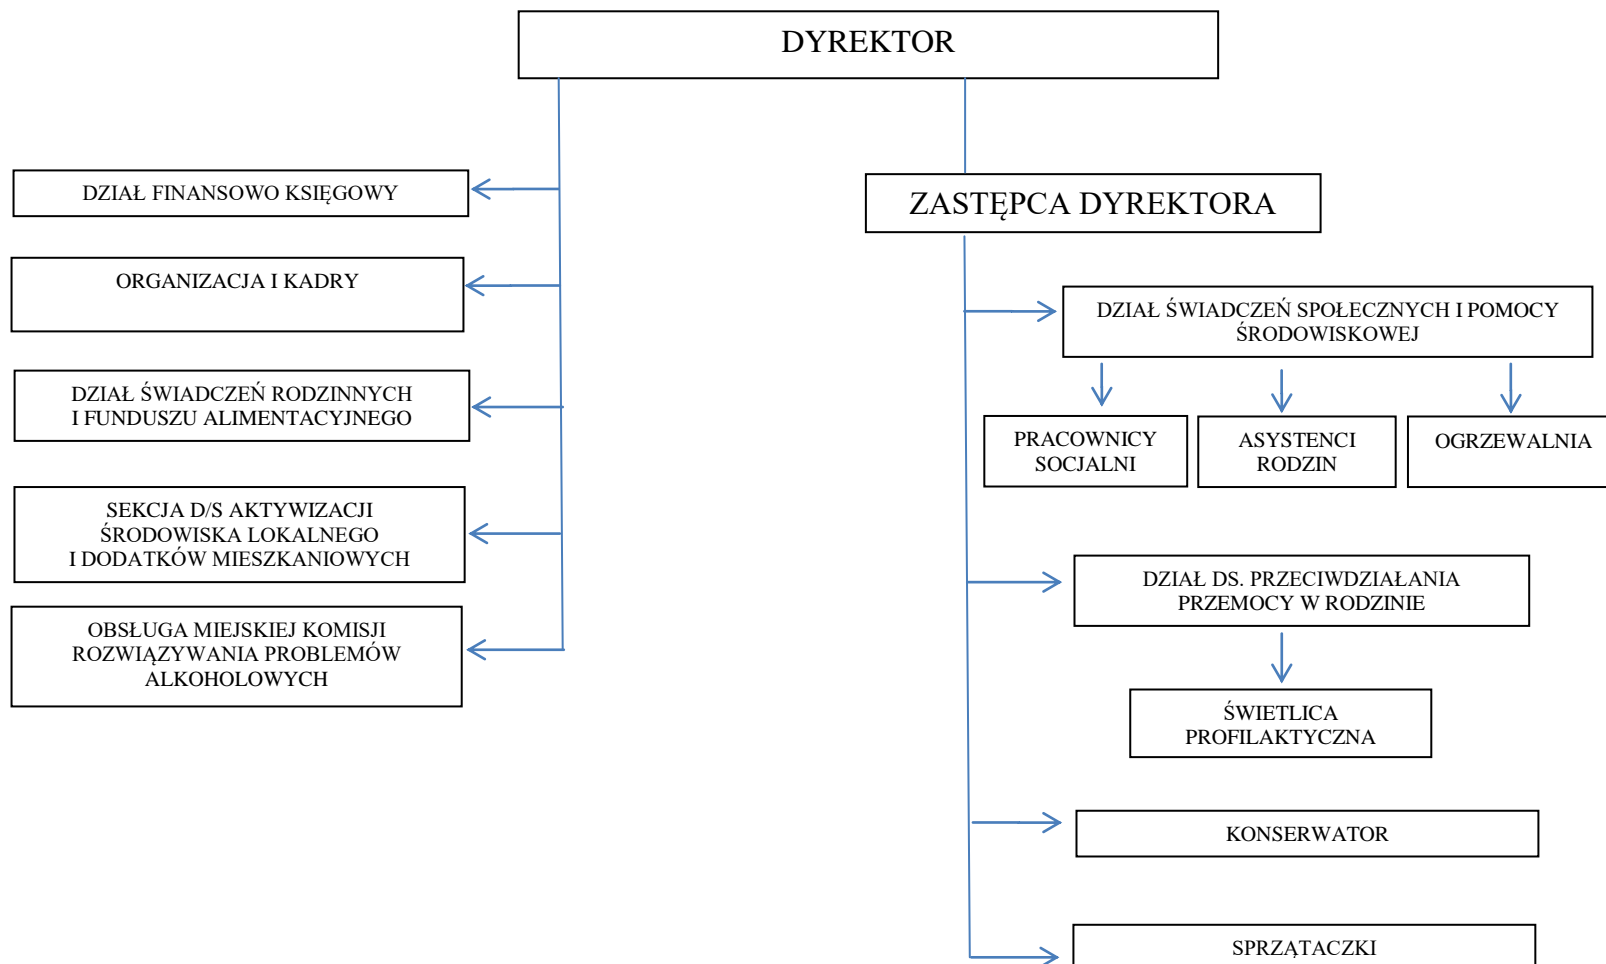 DYREKTOR
DZIAŁ FINANSOWO KSIĘGOWY
ZASTĘPCA DYREKTORA
ORGANIZACJA I KADRY
DZIAŁ ŚWIADCZEŃ SPOŁECZNYCH I POMOCY
ŚRODOWISKOWEJ
DZIAŁ ŚWIADCZEŃ RODZINNYCH
I FUNDUSZU ALIMENTACYJNEGO
PRACOWNICY
SOCJALNI
ASYSTENCI
RODZIN
OGRZEWALNIA
SEKCJA D/S AKTYWIZACJI
ŚRODOWISKA LOKALNEGO
I DODATKÓW MIESZKANIOWYCH
DZIAŁ DS. PRZECIWDZIAŁANIA
PRZEMOCY W RODZINIE
OBSŁUGA MIEJSKIEJ KOMISJI
ROZWIĄZYWANIA PROBLEMÓW
ALKOHOLOWYCH
ŚWIETLICA
PROFILAKTYCZNA
KONSERWATOR
SPRZĄTACZKI